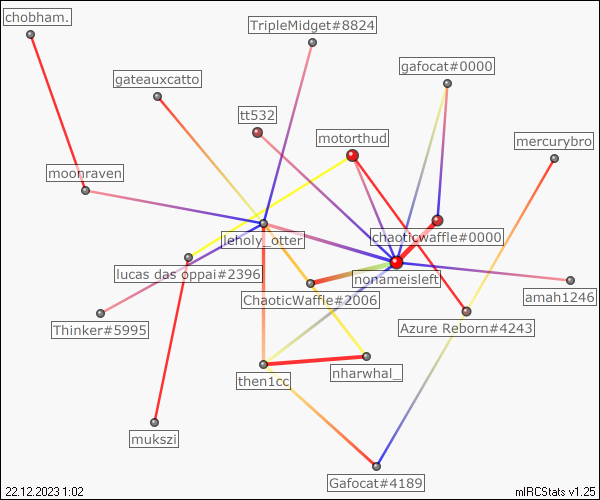 chobham.
TripleMidget#8824
gafocat#0000
gateauxcatto
tt532
motorthud
mercurybro
moonraven
leholy_otter
chaoticwaffle#0000
lucas das oppai#2396
nonameisleft
ChaoticWaffle#2006
amah1246
Thinker#5995
Azure Reborn#4243
then1cc
nharwhal_
mukszi
Gafocat#4189
22.12.2023 1:02
mIRCStats v1.25